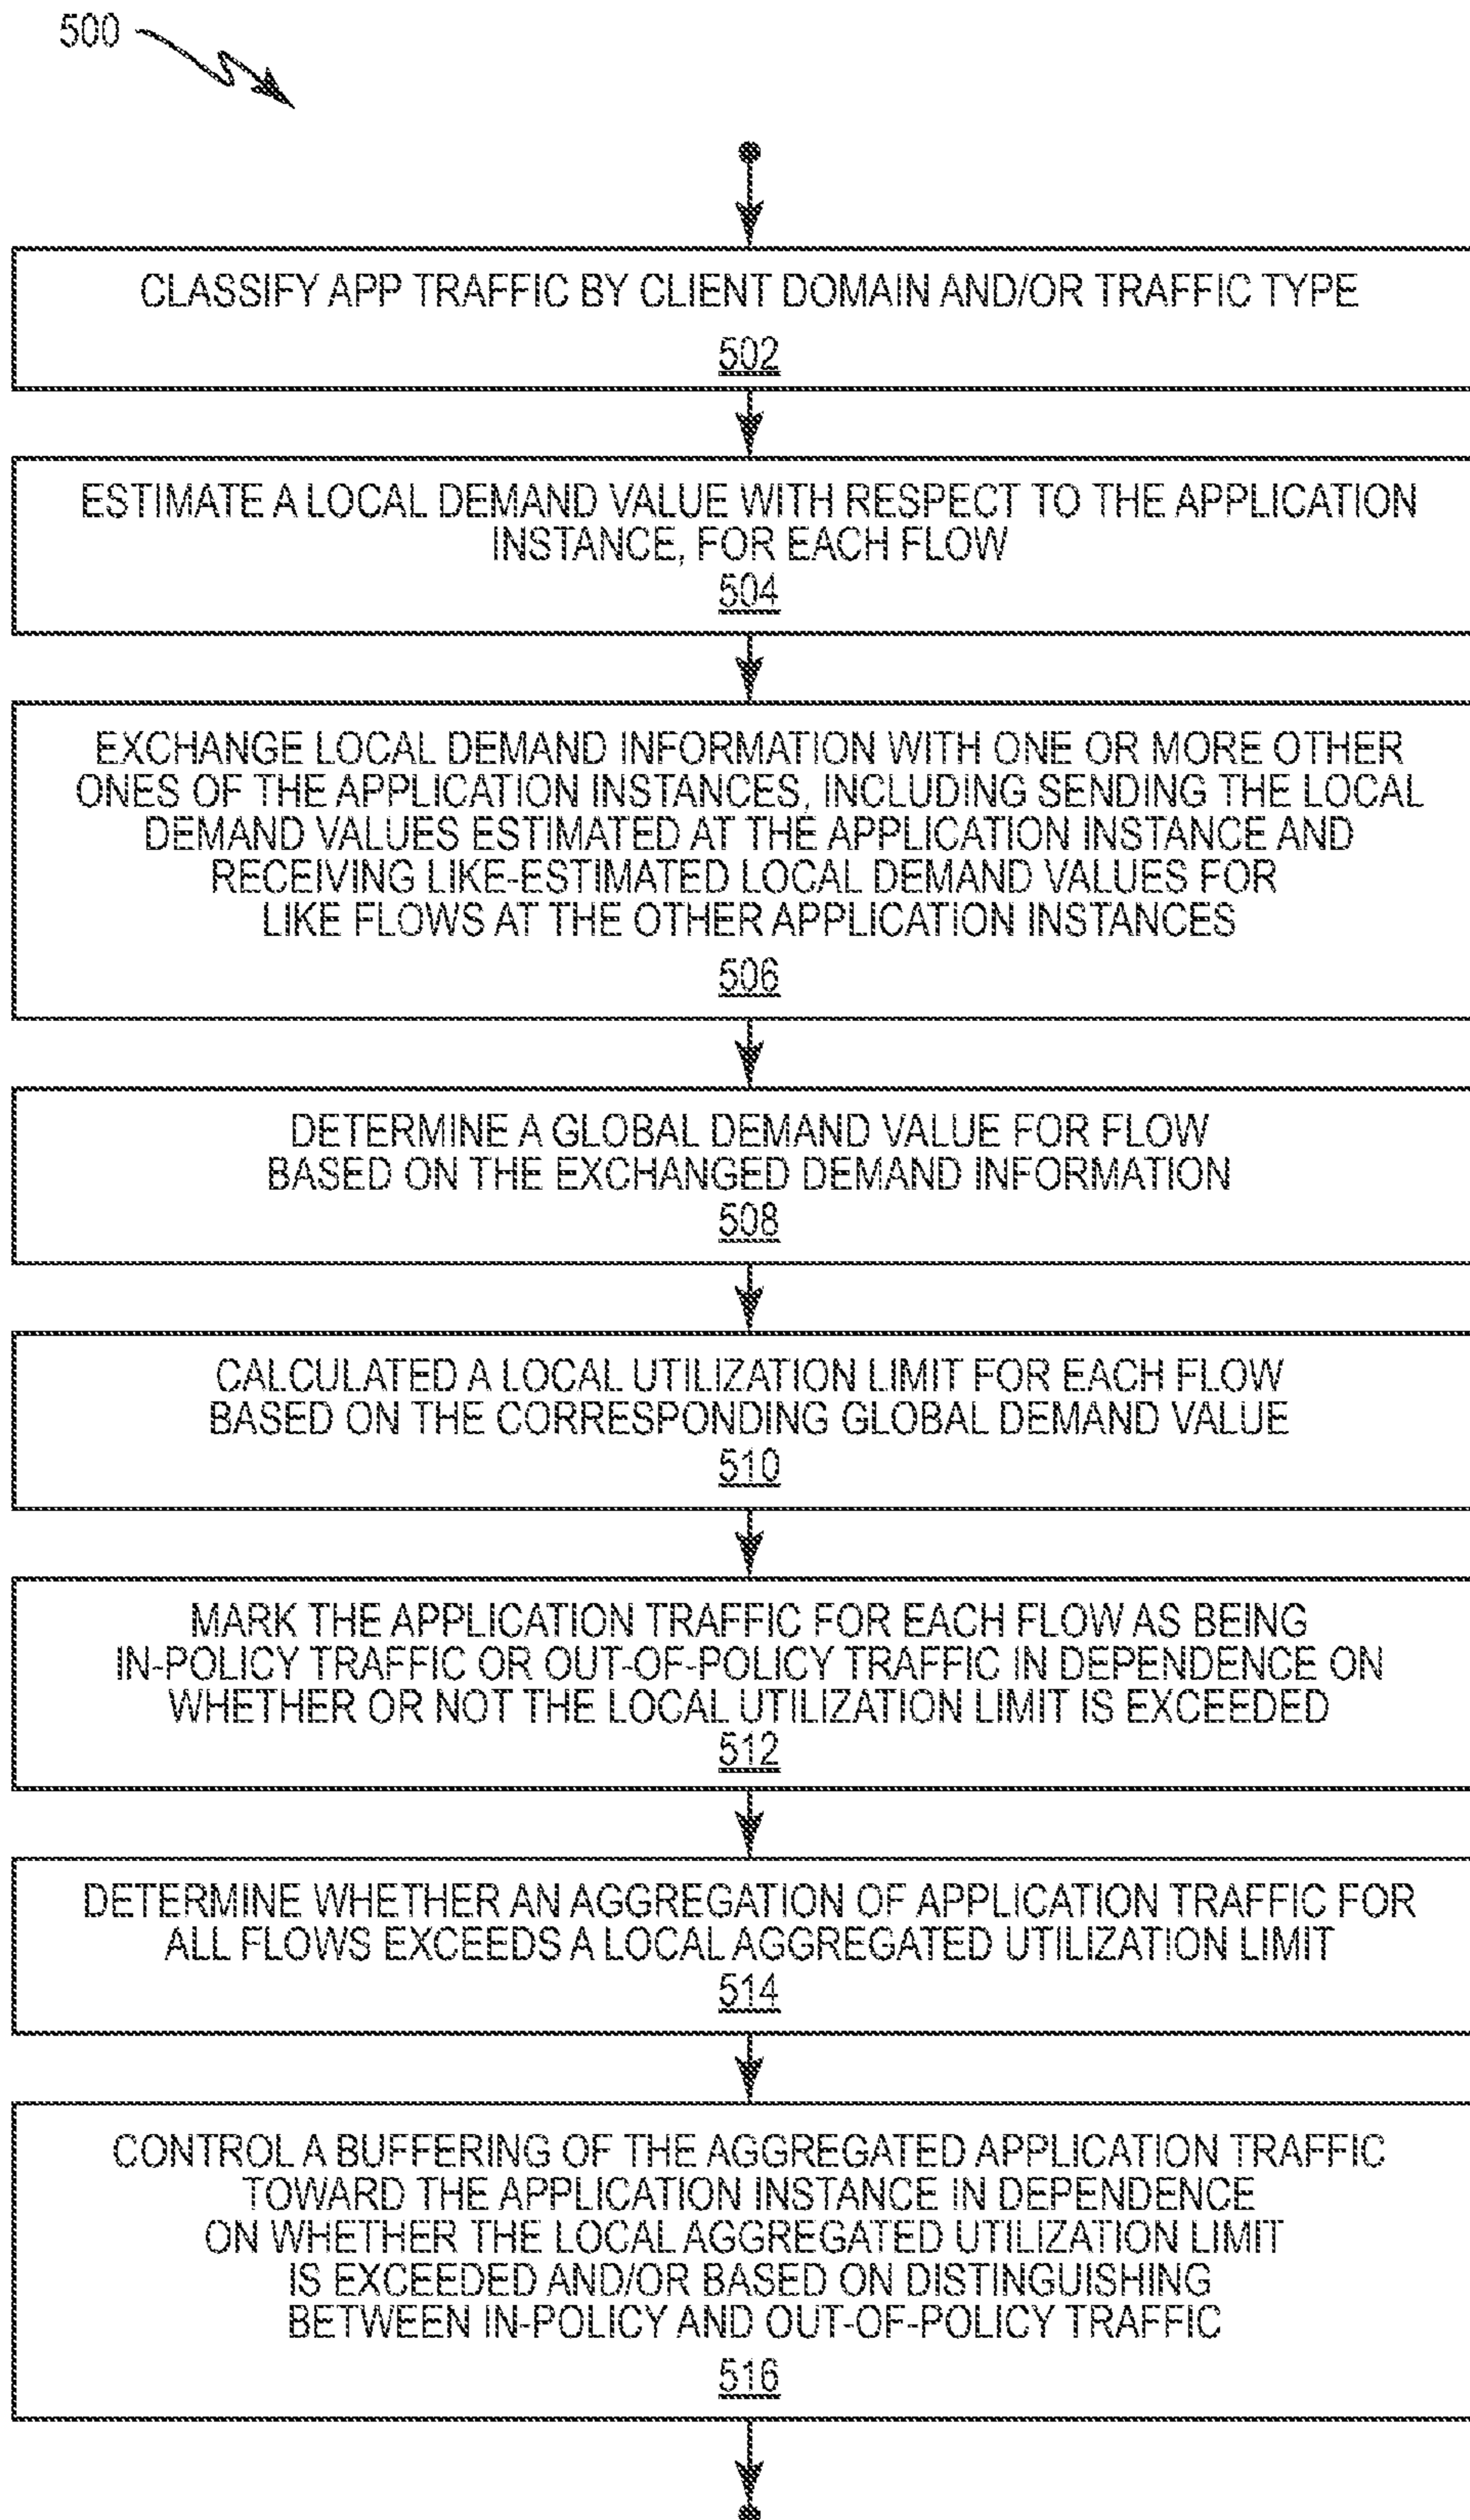 500
CLASSIFY APP TRAFFIC BY CLIENT DOMAIN AND/OR TRAFFIC TYPE
502
ESTIMATE A LOCAL DEMAND VALUE WITH RESPECT TO THE APPLICATION
INSTANCE, FOR EACH FLOW
504
EXCHANGE LOCAL DEMAND INFORMATION WITH ONE OR MORE OTHER
ONES OF THE APPLICATION INSTANCES, INCLUDING SENDING THE LOCAL
DEMAND VALUES ESTIMATED AT THE APPLICATION INSTANCE AND
RECEIVING LIKE-ESTIMATED LOCAL DEMAND VALUES FOR
LIKE FLOWS AT THE OTHER APPLICATION INSTANCES
506
DETERMINE A GLOBAL DEMAND VALUE FOR FLOW
BASED ON THE EXCHANGED DEMAND INFORMATION
508
CALCULATED A LOCAL UTILIZATION LIMIT FOR EACH FLOW
BASED ON THE CORRESPONDING GLOBAL DEMAND VALUE
510
MARK THE APPLICATION TRAFFIC FOR EACH FLOW AS BEING
IN-POLICY TRAFFIC OR OUT-OF-POLICY TRAFFIC IN DEPENDENCE ON
WHETHER OR NOT THE LOCAL UTILIZATION LIMIT IS EXCEEDED
512
DETERMINE WHETHER AN AGGREGATION OF APPLICATION TRAFFIC FOR
ALL FLOWS EXCEEDS A LOCAL AGGREGATED UTILIZATION LIMIT
514
CONTROL A BUFFERING OF THE AGGREGATED APPLICATION TRAFFIC
TOWARD THE APPLICATION INSTANCE IN DEPENDENCE
ON WHETHER THE LOCAL AGGREGATED UTILIZATION LIMIT
IS EXCEEDED AND/OR BASED ON DISTINGUISHING
BETWEEN IN-POLICY AND OUT-OF-POLICY TRAFFIC
516